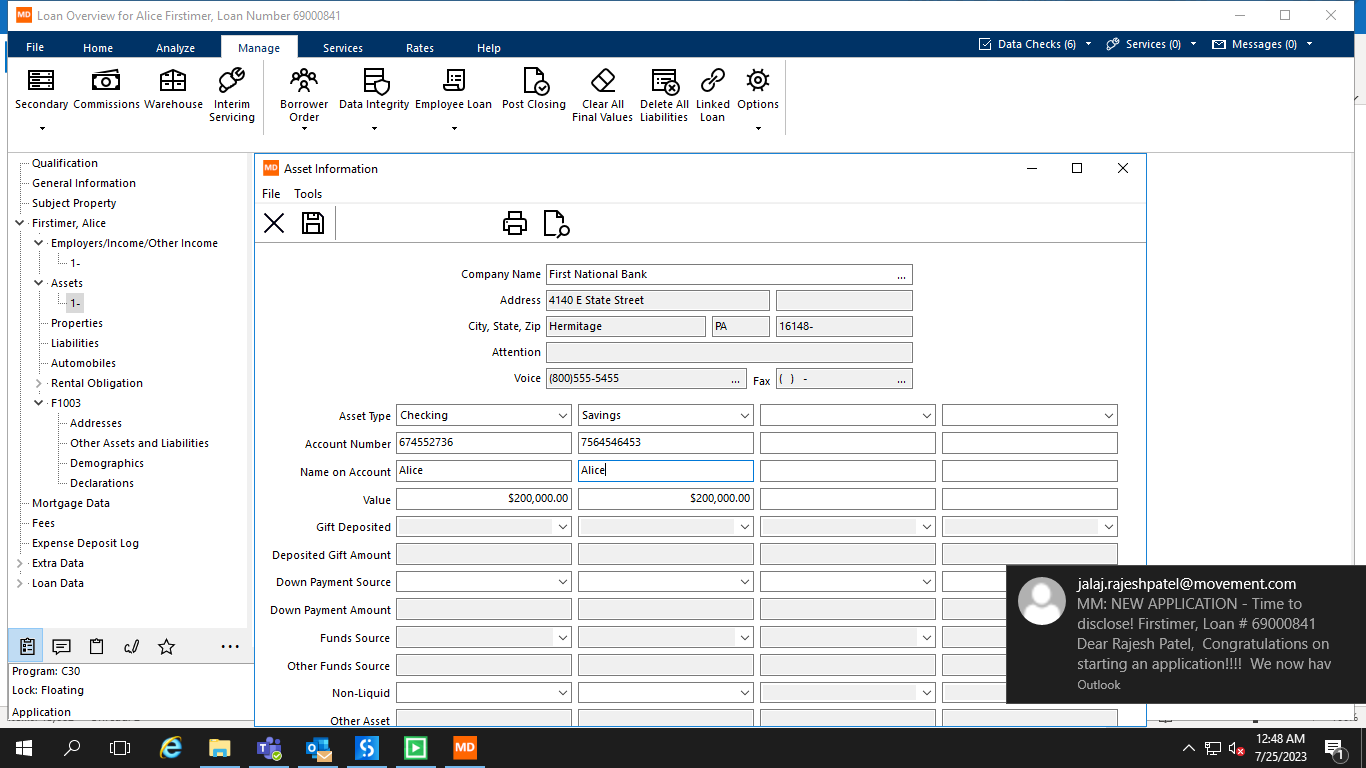 MD Loan Overview for Alice Firstimer, Loan Number 69000841
File Home Analyze Manage Services Rates Help Data Checks (6) Services (0) Messages (0)
Secondary Commissions Warehouse Interim Servicing Borrower Order Data Integrity Employee Loan Post Closing Clear All Final Values Delete All Liabilities Linked Loan Options
Qualification
General Information
Subject Property
Firstimer, Alice
Employers/Income/Other Income
1-
Assets
1-
Properties
Liabilities
Automobiles
Rental Obligation
F1003
Addresses
Other Assets and Liabilities
Demographics
Declarations
Mortgage Data
Fees
Expense Deposit Log
Extra Data
Loan Data
Program: C30
Lock: Floating
Application
MD Asset Information
File Tools
Company Name First National Bank ...
Address 4140 E State Street
City, State, Zip Hermitage PA 16148-
Attention
Voice (800)555-5455 ... Fax ( ) - ...
Asset Type Checking Savings
Account Number 674552736 7564546453
Name on Account Alice Alice
Value $200,000.00 $200,000.00
Gift Deposited
Deposited Gift Amount
Down Payment Source
Down Payment Amount
Funds Source
Other Funds Source
Non-Liquid
Other Asset
jalaj.rajeshpatel@movement.com
MM: NEW APPLICATION - Time to
disclose! Firstimer, Loan # 69000841
Dear Rajesh Patel, Congratulations on
starting an application!!!! We now hav
Outlook
MD
12:48 AM
7/25/2023
1